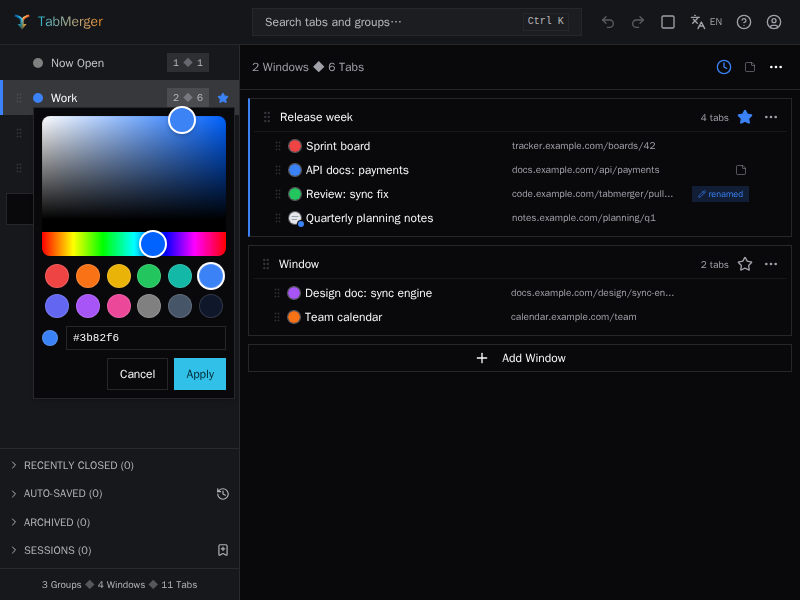 TabMerger
Search tabs and groups···
Ctrl K
EN
Now Open
1 ◆ 1
Work
2 ◆ 6
#3b82f6
Cancel
Apply
RECENTLY CLOSED (0)
AUTO-SAVED (0)
ARCHIVED (0)
SESSIONS (0)
3 Groups ◆ 4 Windows ◆ 11 Tabs
2 Windows ◆ 6 Tabs
Release week
4 tabs
Sprint board
tracker.example.com/boards/42
API docs: payments
docs.example.com/api/payments
Review: sync fix
code.example.com/tabmerger/pull...
renamed
Quarterly planning notes
notes.example.com/planning/q1
Window
2 tabs
Design doc: sync engine
docs.example.com/design/sync-en...
Team calendar
calendar.example.com/team
Add Window